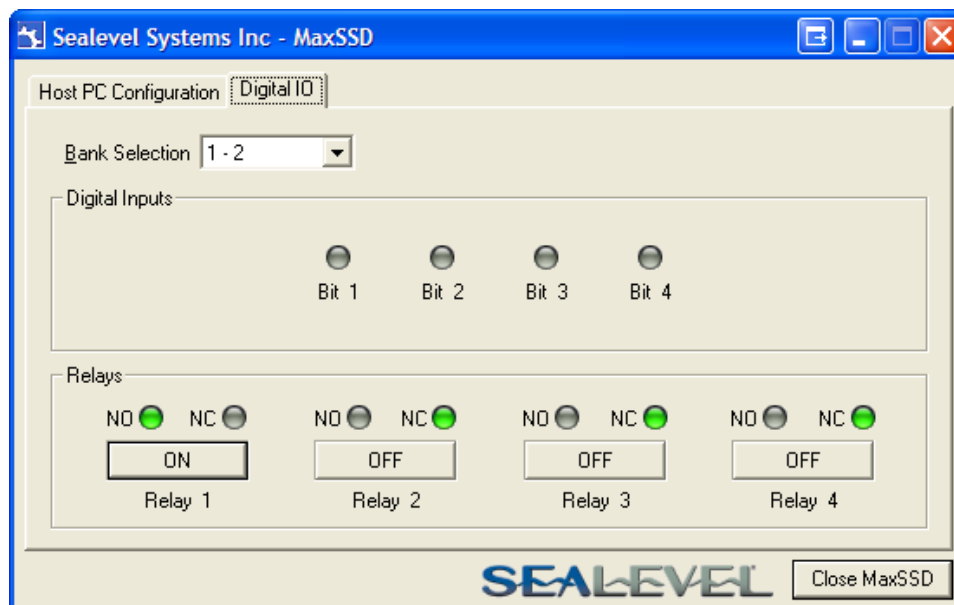 Sealevel Systems Inc - MaxSSD
Host PC Configuration Digital IO
Bank Selection 1 - 2
Digital Inputs
Bit 1 Bit 2 Bit 3 Bit 4
Relays
NO NC NO NC NO NC NO NC
ON OFF OFF OFF
Relay 1 Relay 2 Relay 3 Relay 4
SEALEVEL Close MaxSSD